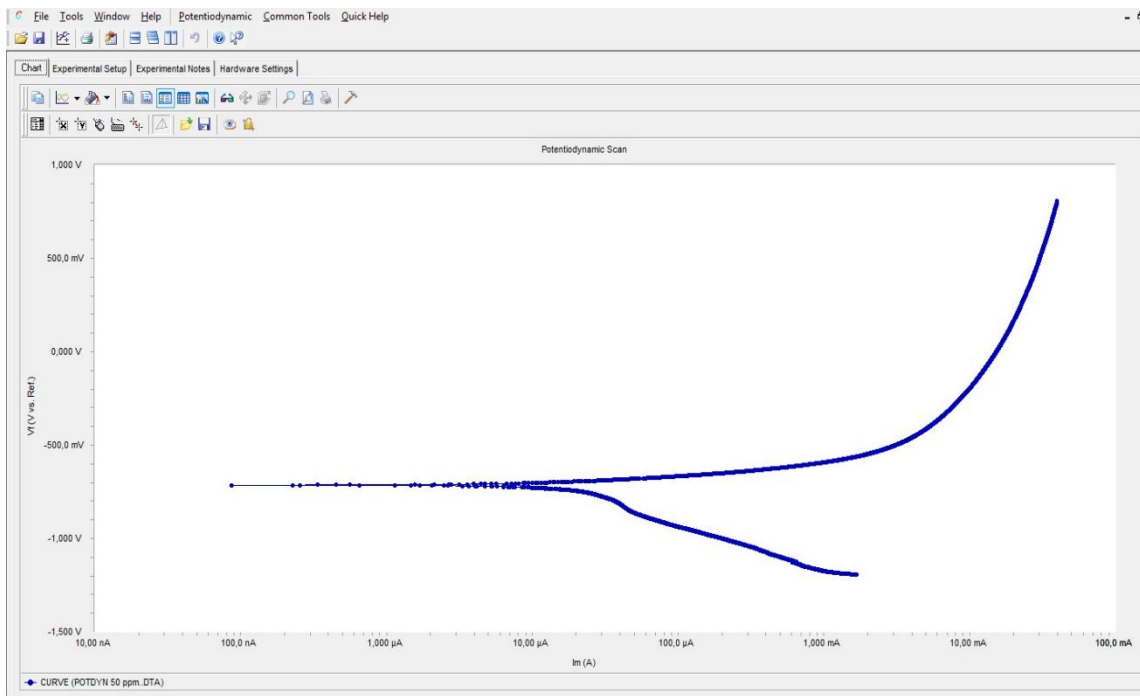 File Tools Window Help Potentiodynamic Common Tools Quick Help
Chart Experimental Setup Experimental Notes Hardware Settings
Potentiodynamic Scan
1,000 V
500,0 mV
0,000 V
-500,0 mV
-1,000 V
-1,500 V
Vf (V vs. Ref.)
10,00 nA 100,0 nA 1,000 µA 10,00 µA 100,0 µA 1,000 mA 10,00 mA 100,0 mA
Im (A)
CURVE (POTDYN 50 ppm..DTA)